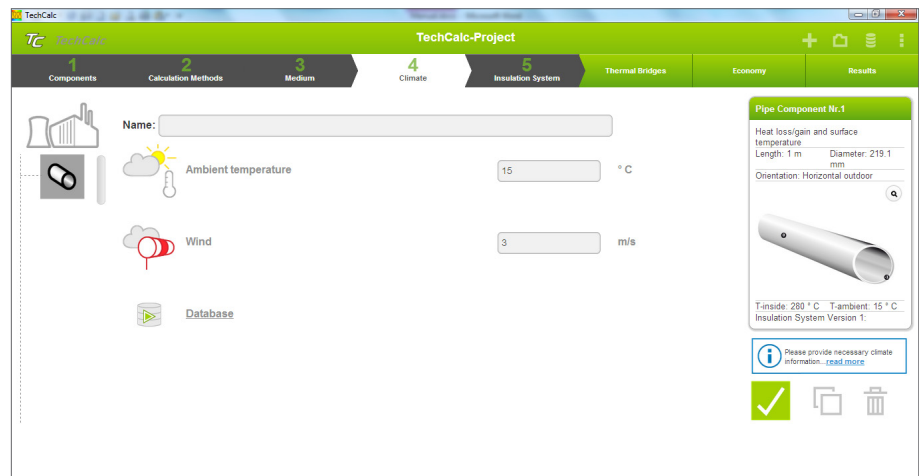 TechCalc
TC TechCalc
TechCalc-Project
1
Components
2
Calculation Methods
3
Medium
4
Climate
5
Insulation System
Thermal Bridges
Economy
Results
Name:
Ambient temperature
15
° C
Wind
3
m/s
Database
Pipe Component Nr.1
Heat loss/gain and surface
temperature
Length: 1 m Diameter: 219.1
mm
Orientation: Horizontal outdoor
T-inside: 280 ° C T-ambient: 15 ° C
Insulation System Version 1:
Please provide necessary climate
information...read more